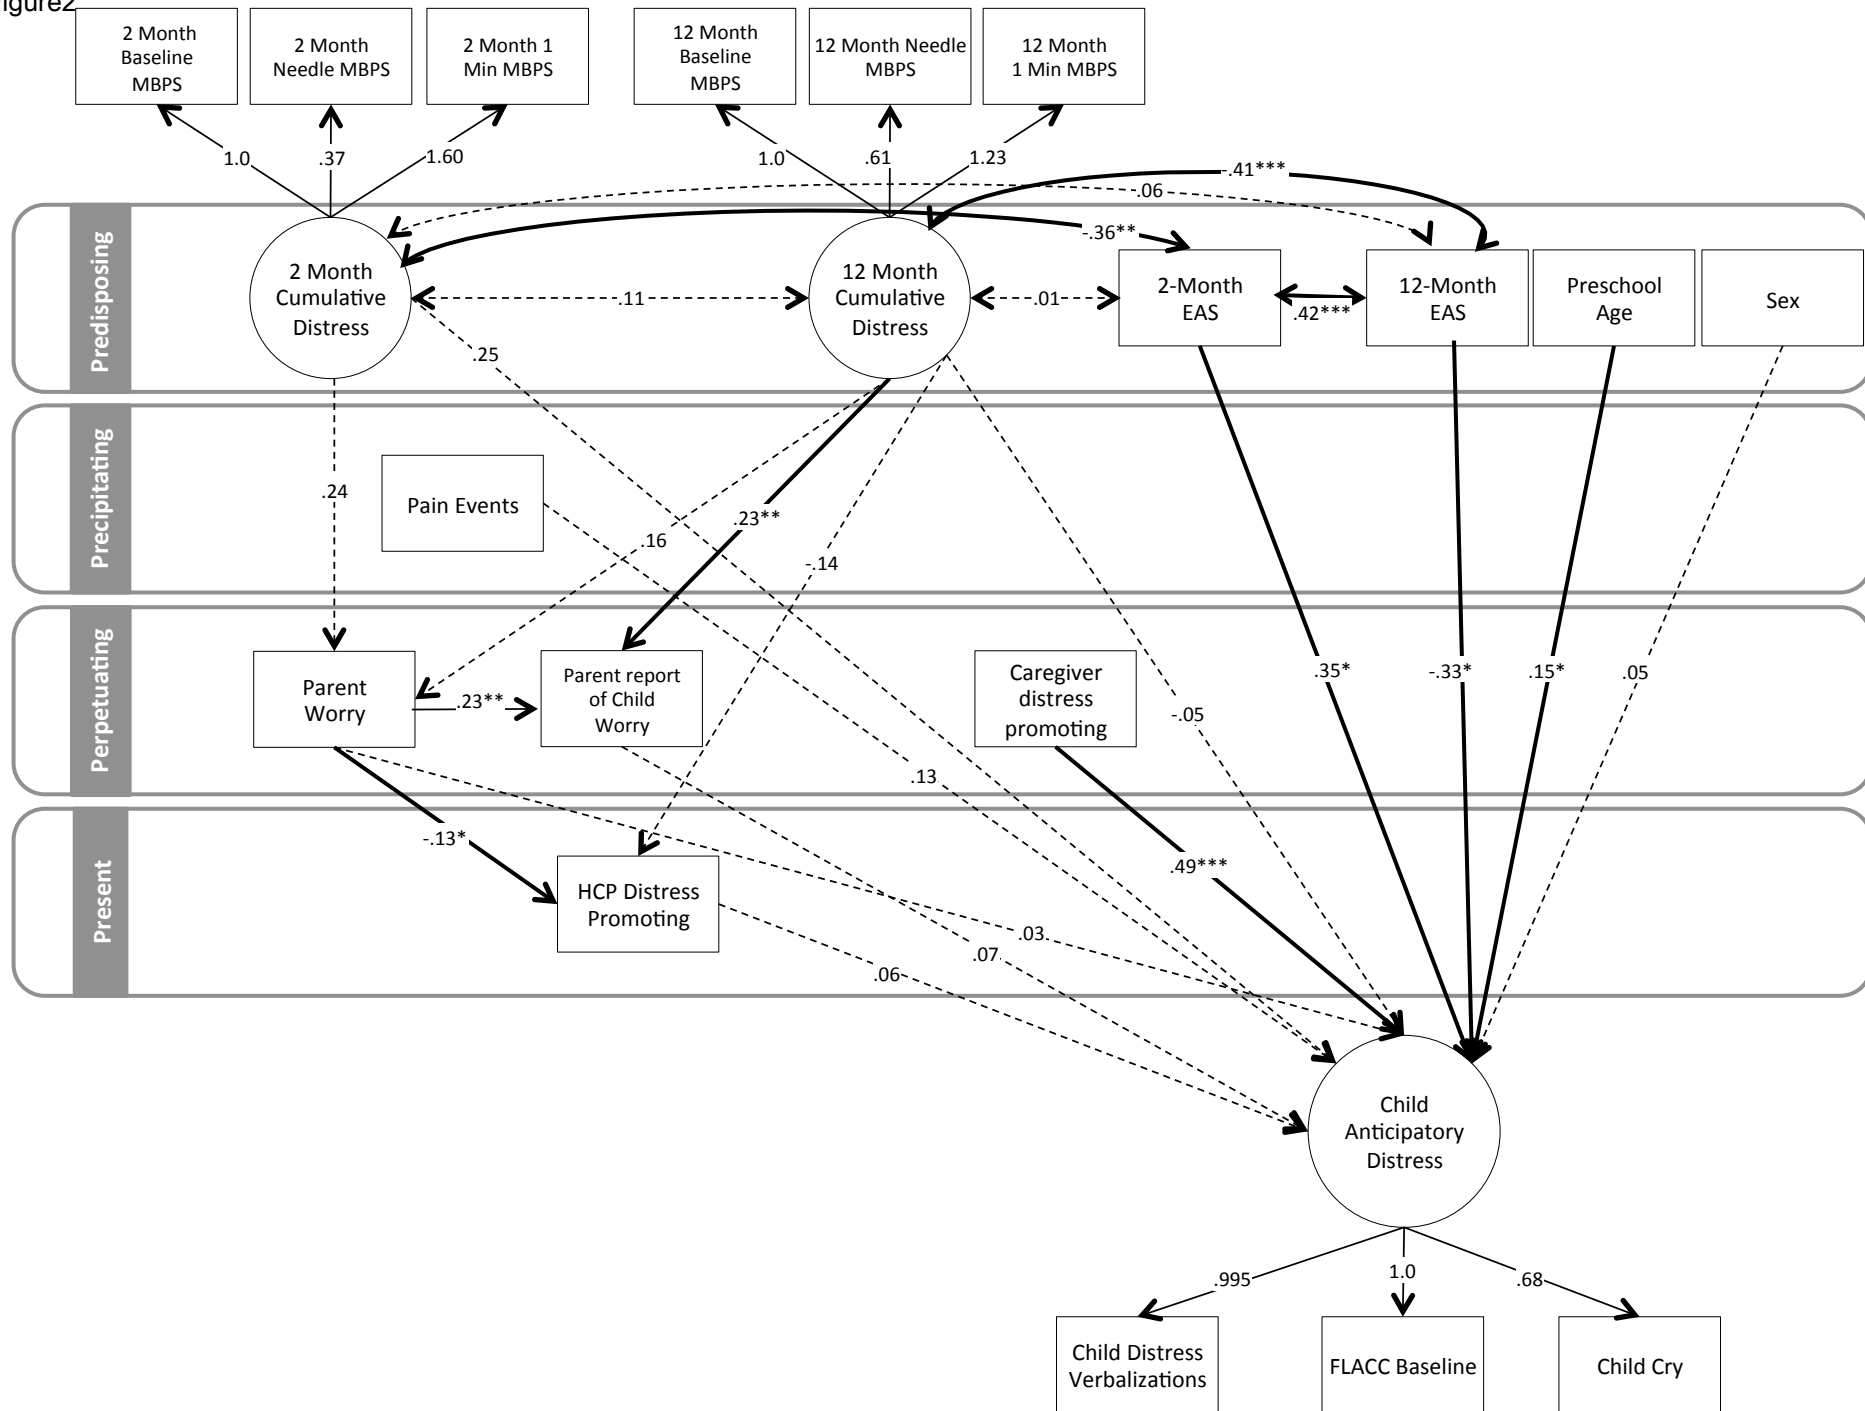 igure2
2 Month
Baseline
MBPS
2 Month
Needle MBPS
2 Month 1
Min MBPS
12 Month
Baseline
MBPS
12 Month Needle
MBPS
12 Month
1 Min MBPS
1.0
.37
1.60
1.0
.61
1.23
-.41***
.06
-.36**
Predisposing
2 Month
Cumulative
Distress
.11
12 Month
Cumulative
Distress
.01
2-Month
EAS
.42***
12-Month
EAS
Preschool
Age
Sex
.25
Precipitating
.24
Pain Events
.16
.23**
-.14
Perpetuating
Parent
Worry
.23**
Parent report
of Child
Worry
Caregiver
distress
promoting
-.05
.35*
-.33*
.15*
.05
.13
Present
-.13*
HCP Distress
Promoting
.49***
.03
.07
.06
Child
Anticipatory
Distress
.995
1.0
.68
Child Distress
Verbalizations
FLACC Baseline
Child Cry